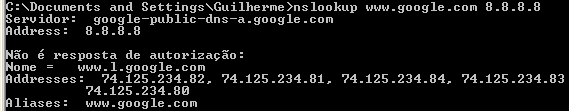 C:\Documents and Settings\Guilherme>nslookup www.google.com 8.8.8.8
Servidor:  google-public-dns-a.google.com
Address:  8.8.8.8
Não é resposta de autorização:
Nome =   www.l.google.com
Addresses:  74.125.234.82, 74.125.234.81, 74.125.234.84, 74.125.234.83
74.125.234.80
Aliases:  www.google.com